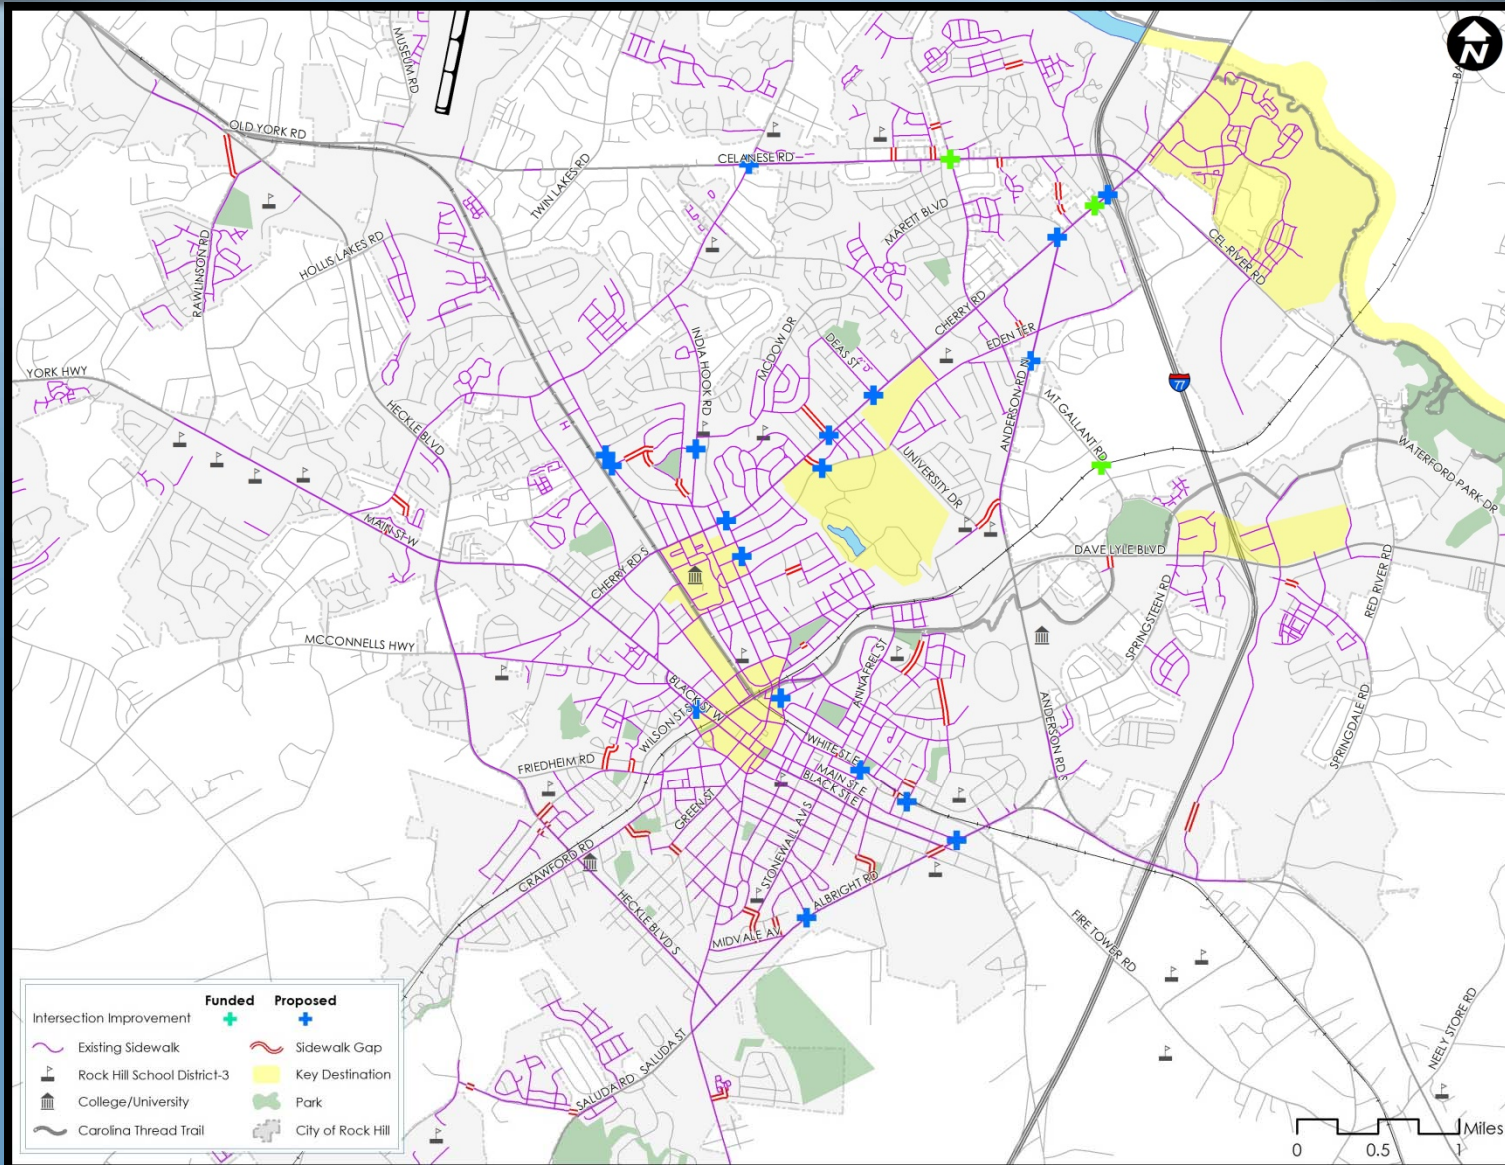 N
MUSEUM RD
BA
OLD YORK RD
CELANESE RD
TWIN LAKES RD
MARETT BLVD
RAWLINSON RD
HOLLIS LAKES RD
CEL-RIVER RD
CHERRY RD
EDEN TER
INDIA HOOK RD
MCDOW DR
DEAS ST
YORK HWY
77
ANDERSON RD N
MT GALLANT RD
HECKLE BLVD
WATERFORD PARK DR
UNIVERSITY DR
MAIN ST W
DAVE LYLE BLVD
CHERRY RD S
RED RIVER RD
SPRINGSTEEN RD
MCCONNELLS HWY
ANNAFREL ST
BLACK ST W
WILSON ST S
ANDERSON RD S
SPRINGDALE RD
WHITE ST E
MAIN ST E
BLACK ST E
FRIEDHEIM RD
GREEN ST
STONEWALL AV S
CRAWFORD RD
ALBRIGHT RD
HECKLE BLVD S
MIDVALE AV
FIRE TOWER RD
NEELY STORE RD
SALUDA ST
SALUDA RD
Funded Proposed
Intersection Improvement
Existing Sidewalk Sidewalk Gap
Rock Hill School District-3 Key Destination
College/University Park
Carolina Thread Trail City of Rock Hill
Miles
0 0.5 1